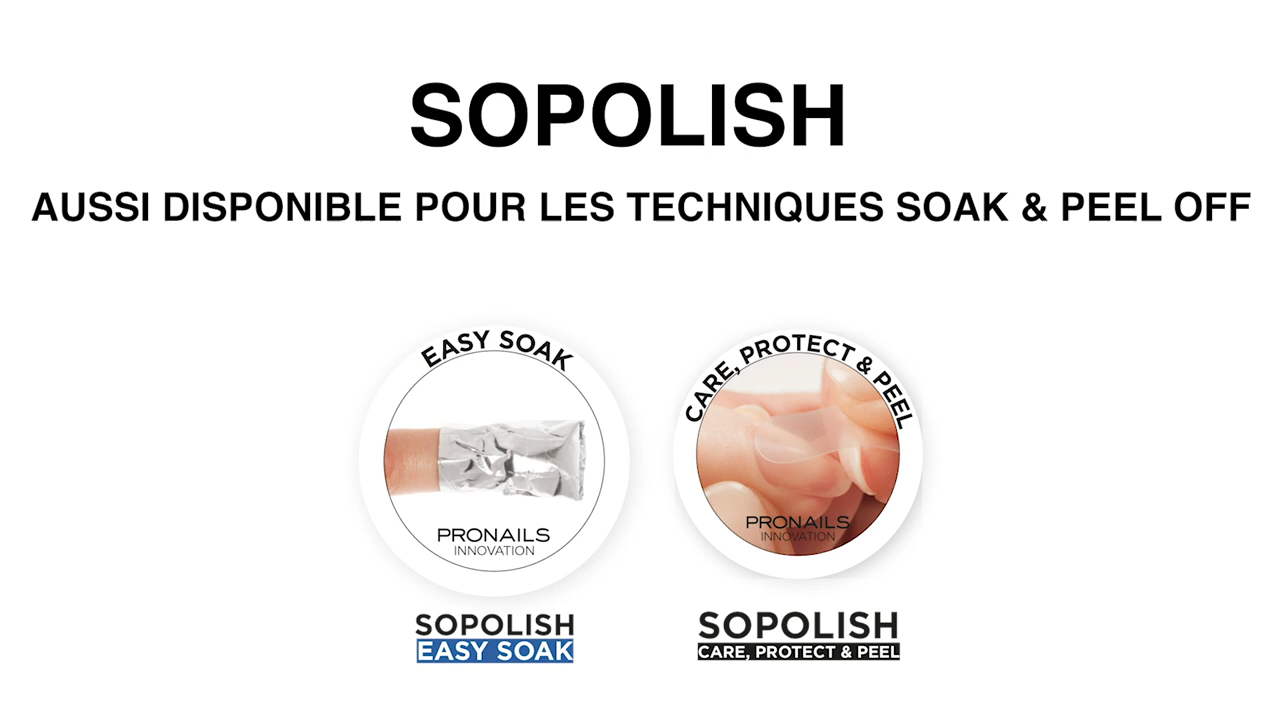 SOPOLISH
AUSSI DISPONIBLE POUR LES TECHNIQUES SOAK & PEEL OFF
EASY SOAK
PRONAILS
INNOVATION
SOPOLISH
EASY SOAK
CARE, PROTECT & PEEL
PRONAILS
INNOVATION
SOPOLISH
CARE, PROTECT & PEEL